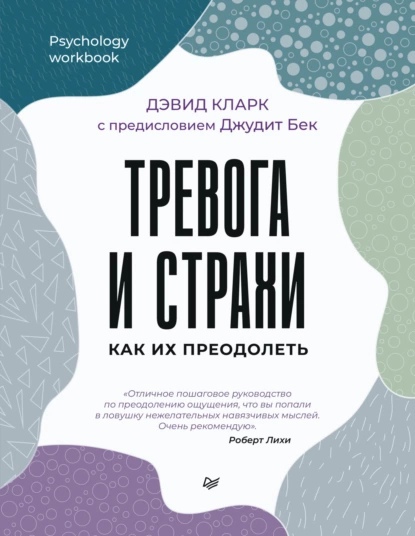 Psychology
workbook
ДЭВИД КЛАРК
с предисловием Джудит Бек
ТРЕВОГА
И СТРАХИ
КАК ИХ ПРЕОДОЛЕТЬ
«Отличное пошаговое руководство
по преодолению ощущения, что вы попали
в ловушку нежелательных навязчивых мыслей.
Очень рекомендую».
Роберт Лихи